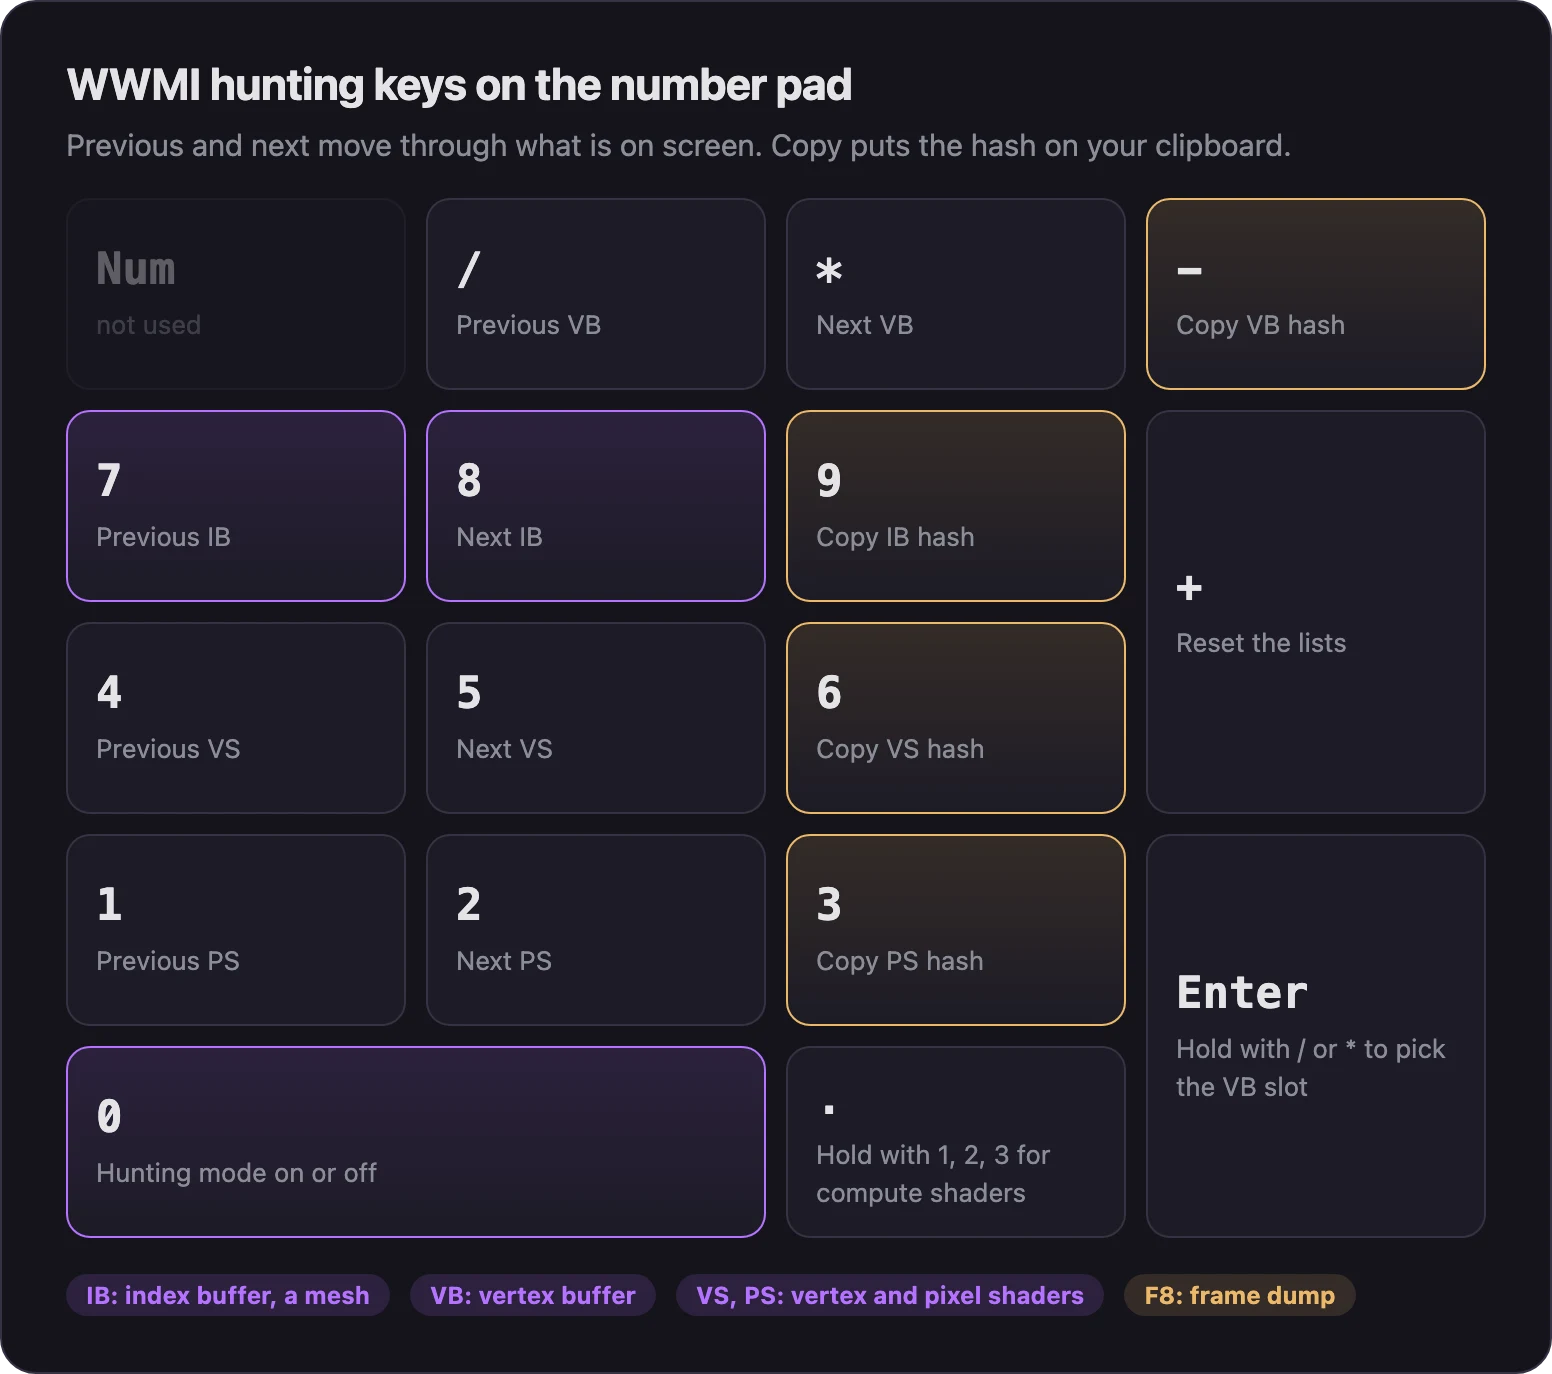 WWMI hunting keys on the number pad
Previous and next move through what is on screen. Copy puts the hash on your clipboard.
Num
not used
/
Previous VB
*
Next VB
−
Copy VB hash
7
Previous IB
8
Next IB
9
Copy IB hash
+
Reset the lists
4
Previous VS
5
Next VS
6
Copy VS hash
1
Previous PS
2
Next PS
3
Copy PS hash
Enter
Hold with / or * to pick
the VB slot
0
Hunting mode on or off
.
Hold with 1, 2, 3 for
compute shaders
IB: index buffer, a mesh
VB: vertex buffer
VS, PS: vertex and pixel shaders
F8: frame dump